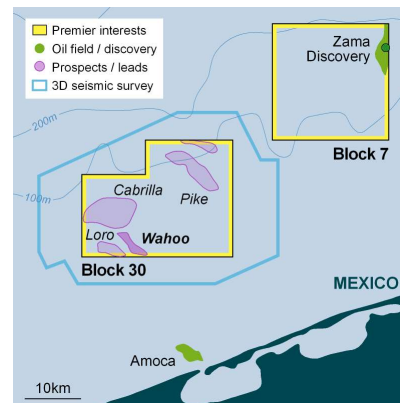 Premier interests
Oil field / discovery
Prospects / leads
3D seismic survey
Zama
Discovery
Block 7
200m
100m
Cabrilla
Pike
Loro
Wahoo
Block 30
MEXICO
Amoca
10km